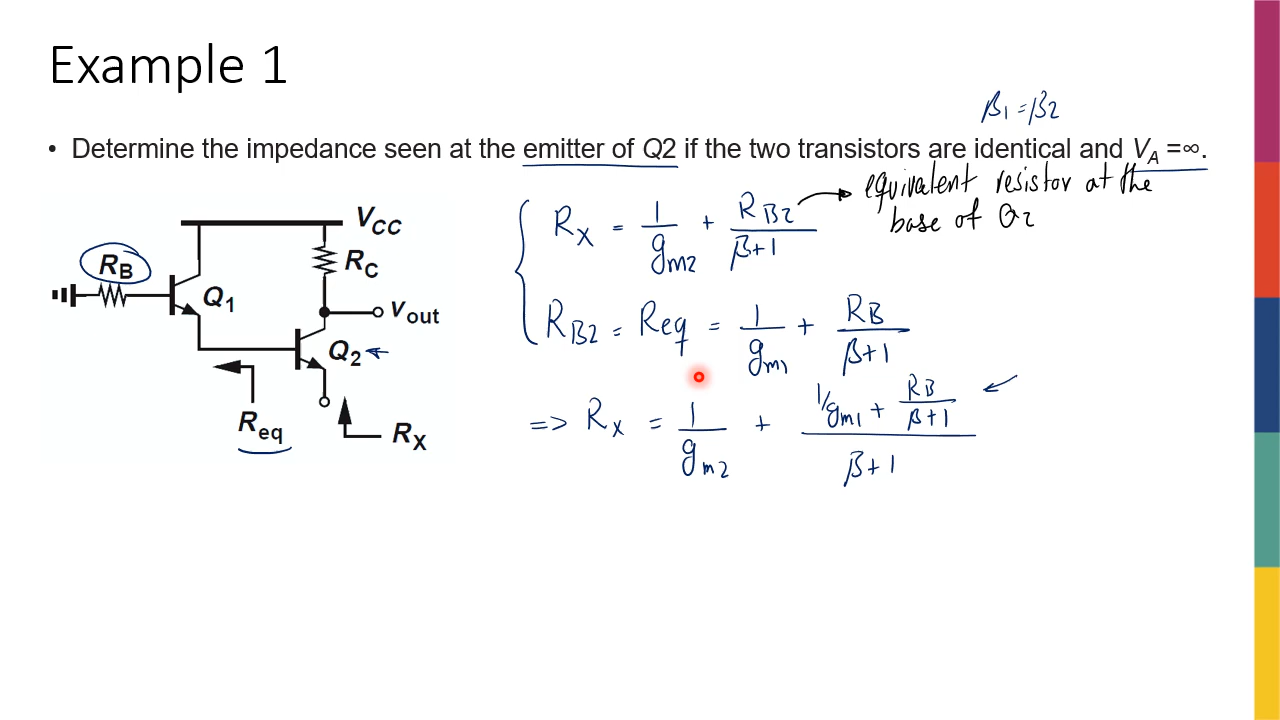 Example 1
β1 = β2
• Determine the impedance seen at the emitter of Q2 if the two transistors are identical and VA =∞.
equivalent resistor at the
base of Q2
RX = 1/gm2 + RB2/(β+1)
RB2 = Req = 1/gm1 + RB/(β+1)
=> Rx = 1/gm2 + (1/gm1 + RB/(β+1))/(β+1)
VCC
RB
RC
Q1
Vout
Q2
Req
RX